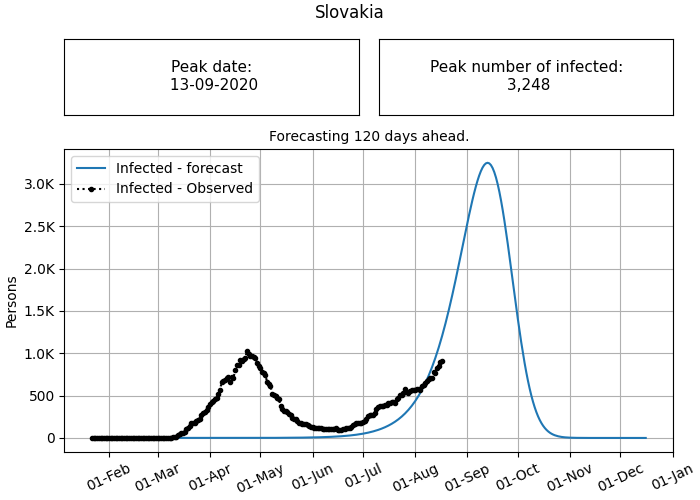 Slovakia
Peak date:
13-09-2020
Peak number of infected:
3,248
Forecasting 120 days ahead.
Infected - forecast
Infected - Observed
Persons
3.0K
2.5K
2.0K
1.5K
1.0K
500
0
01-Feb
01-Mar
01-Apr
01-May
01-Jun
01-Jul
01-Aug
01-Sep
01-Oct
01-Nov
01-Dec
01-Jan